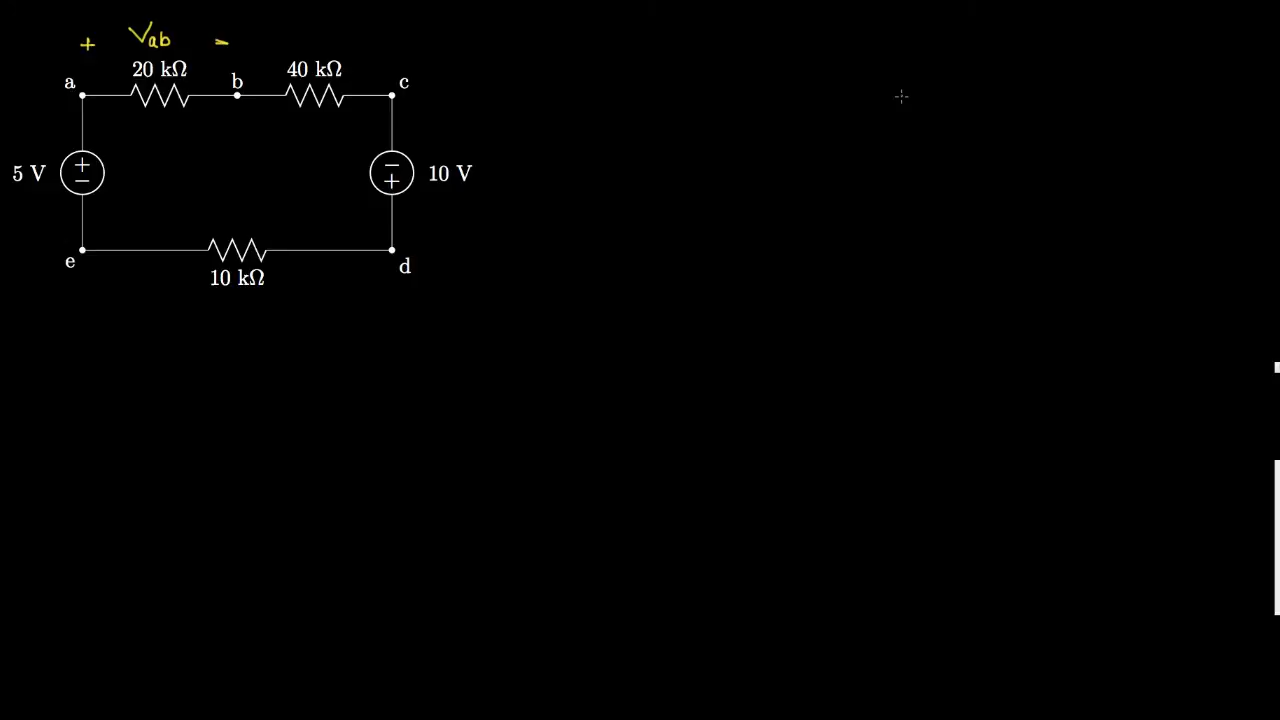 + Vab -
20 kΩ 40 kΩ
a b c
+ -
5 V 10 V
- +
e d
10 kΩ